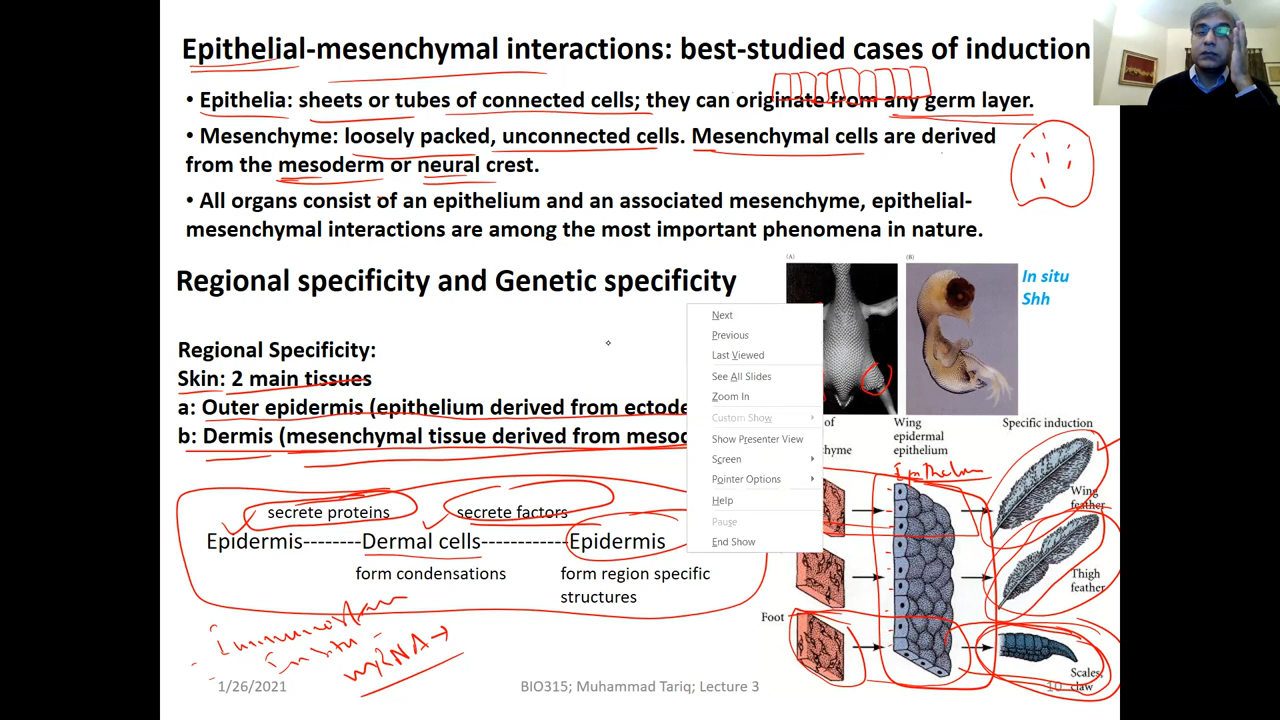 Epithelial-mesenchymal interactions: best-studied cases of induction
• Epithelia: sheets or tubes of connected cells; they can originate from any germ layer.
• Mesenchyme: loosely packed, unconnected cells. Mesenchymal cells are derived
from the mesoderm or neural crest.
• All organs consist of an epithelium and an associated mesenchyme, epithelial-
mesenchymal interactions are among the most important phenomena in nature.
Regional specificity and Genetic specificity
(A)
(B)
In situ
Shh
Regional Specificity:
Skin: 2 main tissues
a: Outer epidermis (epithelium derived from ectode
b: Dermis (mesenchymal tissue derived from mesod
Next
Previous
Last Viewed
See All Slides
Zoom In
Custom Show
Show Presenter View
Screen
Pointer Options
Help
Pause
End Show
of
chyme
Wing
epidermal
epithelium
Specific induction
Epithelium
Wing
feather
Thigh
feather
Foot
Scales,
claw
secrete proteins
secrete factors
Epidermis--------Dermal cells------------Epidermis
form condensations
form region specific
structures
In situ
mRNA
1/26/2021
BIO315; Muhammad Tariq; Lecture 3
10